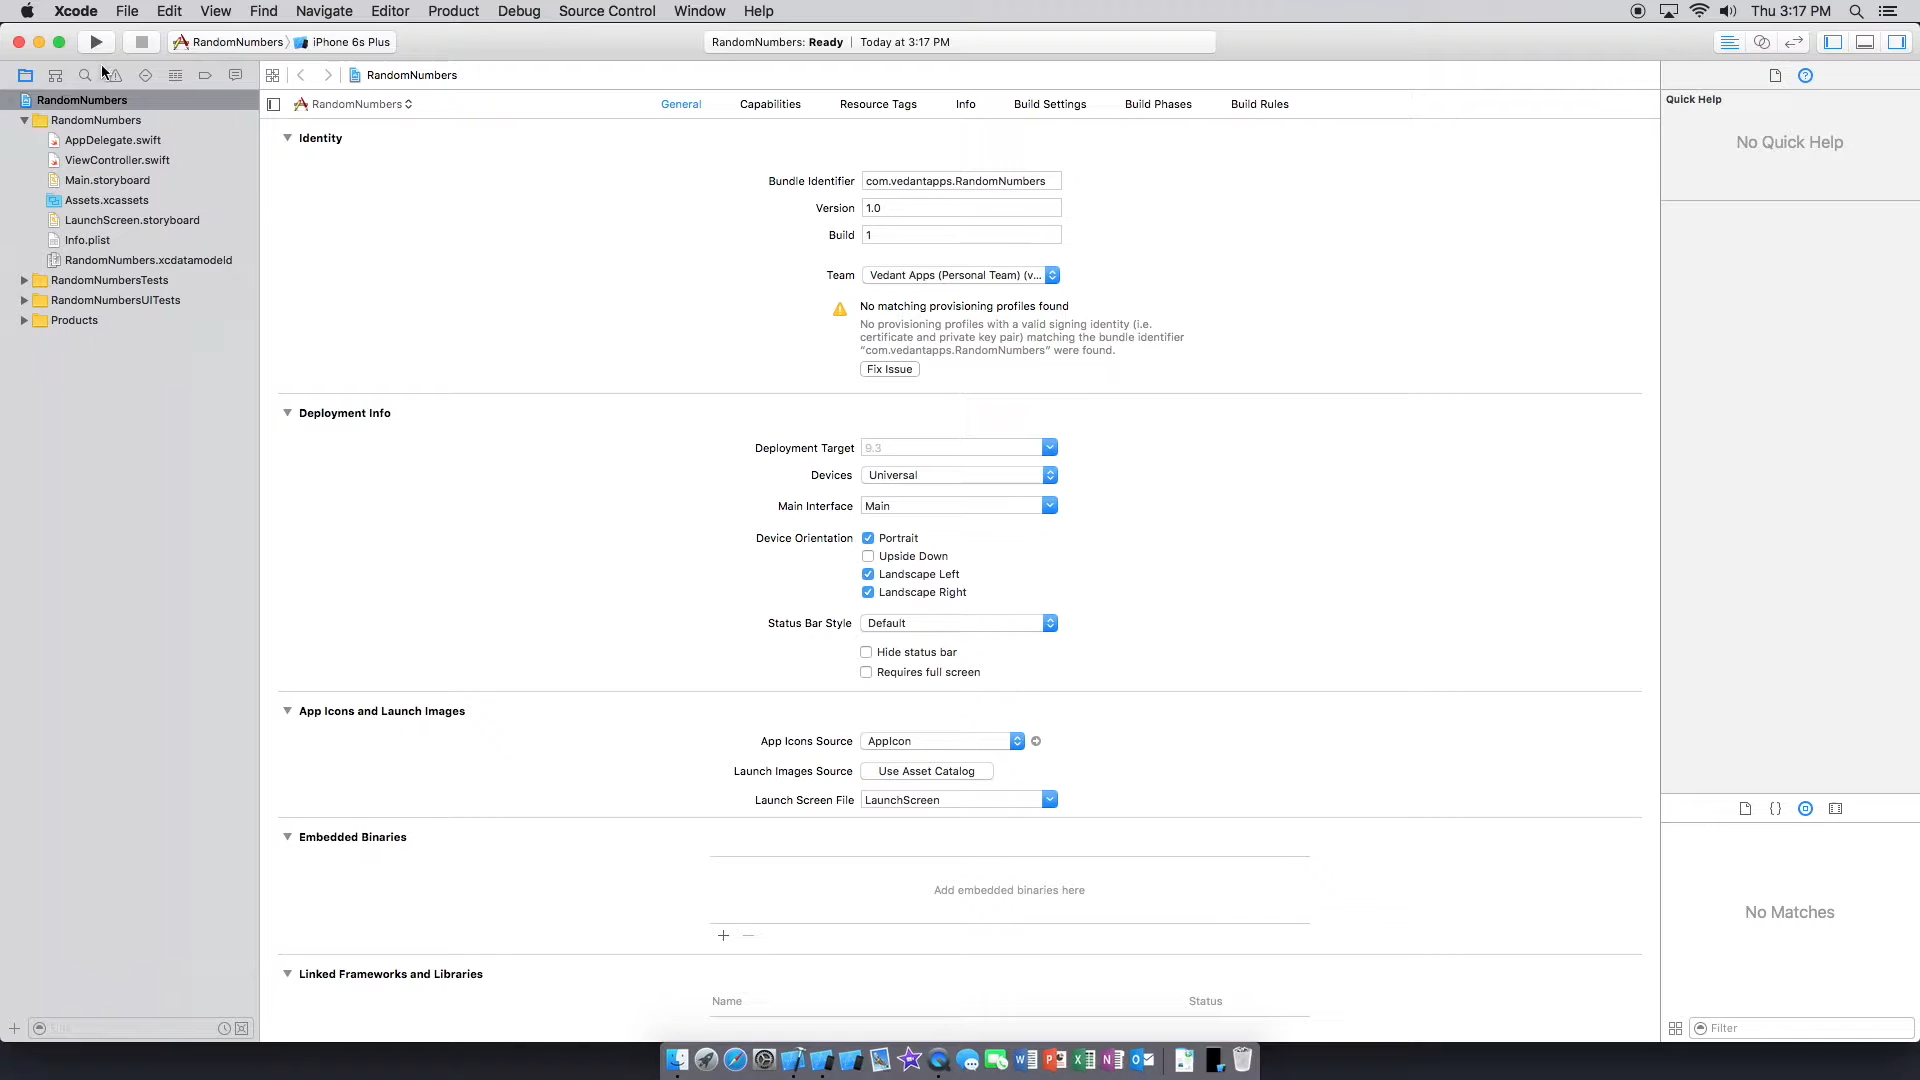 Xcode File Edit View Find Navigate Editor Product Debug Source Control Window Help Thu 3:17 PM
RandomNumbers iPhone 6s Plus RandomNumbers: Ready Today at 3:17 PM
RandomNumbers
RandomNumbers
RandomNumbers
AppDelegate.swift
ViewController.swift
Main.storyboard
Assets.xcassets
LaunchScreen.storyboard
Info.plist
RandomNumbers.xcdatamodeld
RandomNumbersTests
RandomNumbersUITests
Products
RandomNumbers General Capabilities Resource Tags Info Build Settings Build Phases Build Rules
Identity
Bundle Identifier com.vedantapps.RandomNumbers
Version 1.0
Build 1
Team Vedant Apps (Personal Team) (v...
No matching provisioning profiles found
No provisioning profiles with a valid signing identity (i.e.
certificate and private key pair) matching the bundle identifier
“com.vedantapps.RandomNumbers” were found.
Fix Issue
Deployment Info
Deployment Target 9.3
Devices Universal
Main Interface Main
Device Orientation Portrait
Upside Down
Landscape Left
Landscape Right
Status Bar Style Default
Hide status bar
Requires full screen
App Icons and Launch Images
App Icons Source AppIcon
Launch Images Source Use Asset Catalog
Launch Screen File LaunchScreen
Embedded Binaries
Add embedded binaries here
Linked Frameworks and Libraries
Name Status
Quick Help
No Quick Help
No Matches
Filter